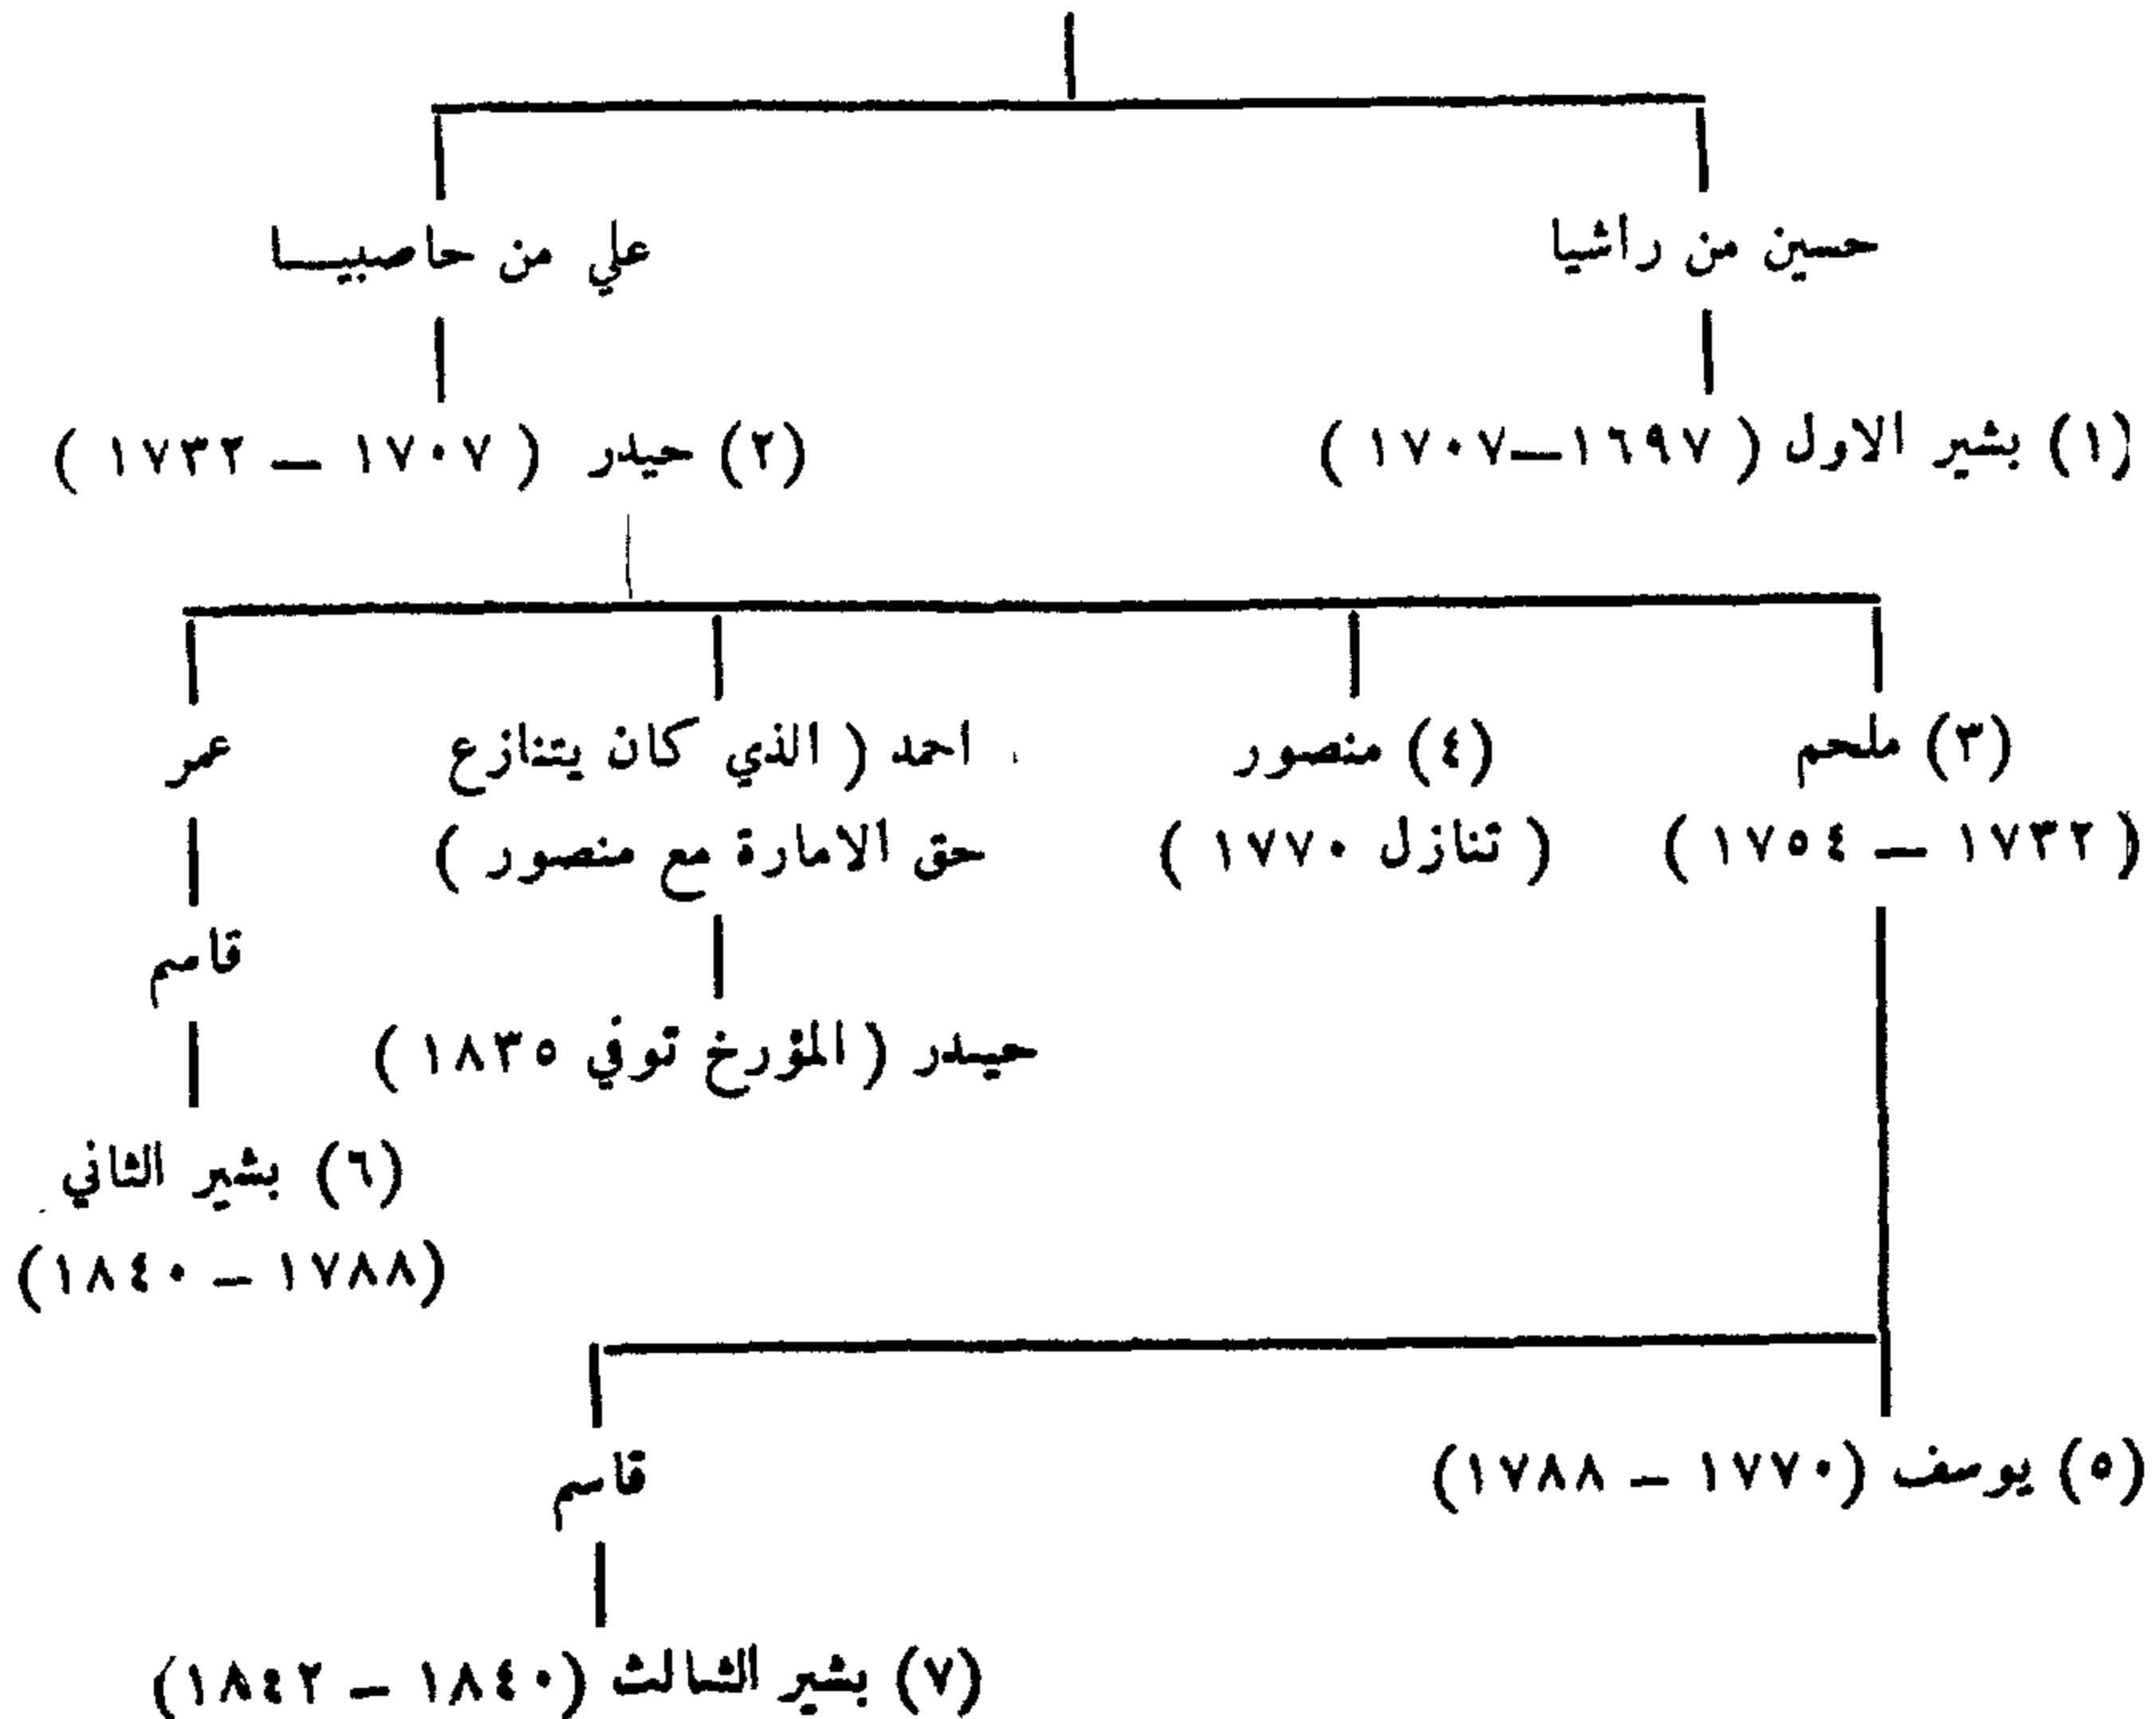 حسين من راشيا    علي من حاصبيا
(١) بشير الاول (١٦٩٧–١٧٠٧)    (٢) حيدر (١٧٠٧ – ١٧٣٢)
(٣) ملحم    (٤) منصور    احمد (الذي كان يتنازع    عمر
(١٧٣٢ – ١٧٥٤)    (تنازل ١٧٧٠)    حق الامارة مع منصور)
قاسم
حيدر (المؤرخ توفي ١٨٣٥)
(٦) بشير الثاني
(١٧٨٨ – ١٨٤٠)
(٥) يوسف (١٧٧٠ – ١٧٨٨)    قاسم
(٧) بشير الثالث (١٨٤٠ – ١٨٤٢)